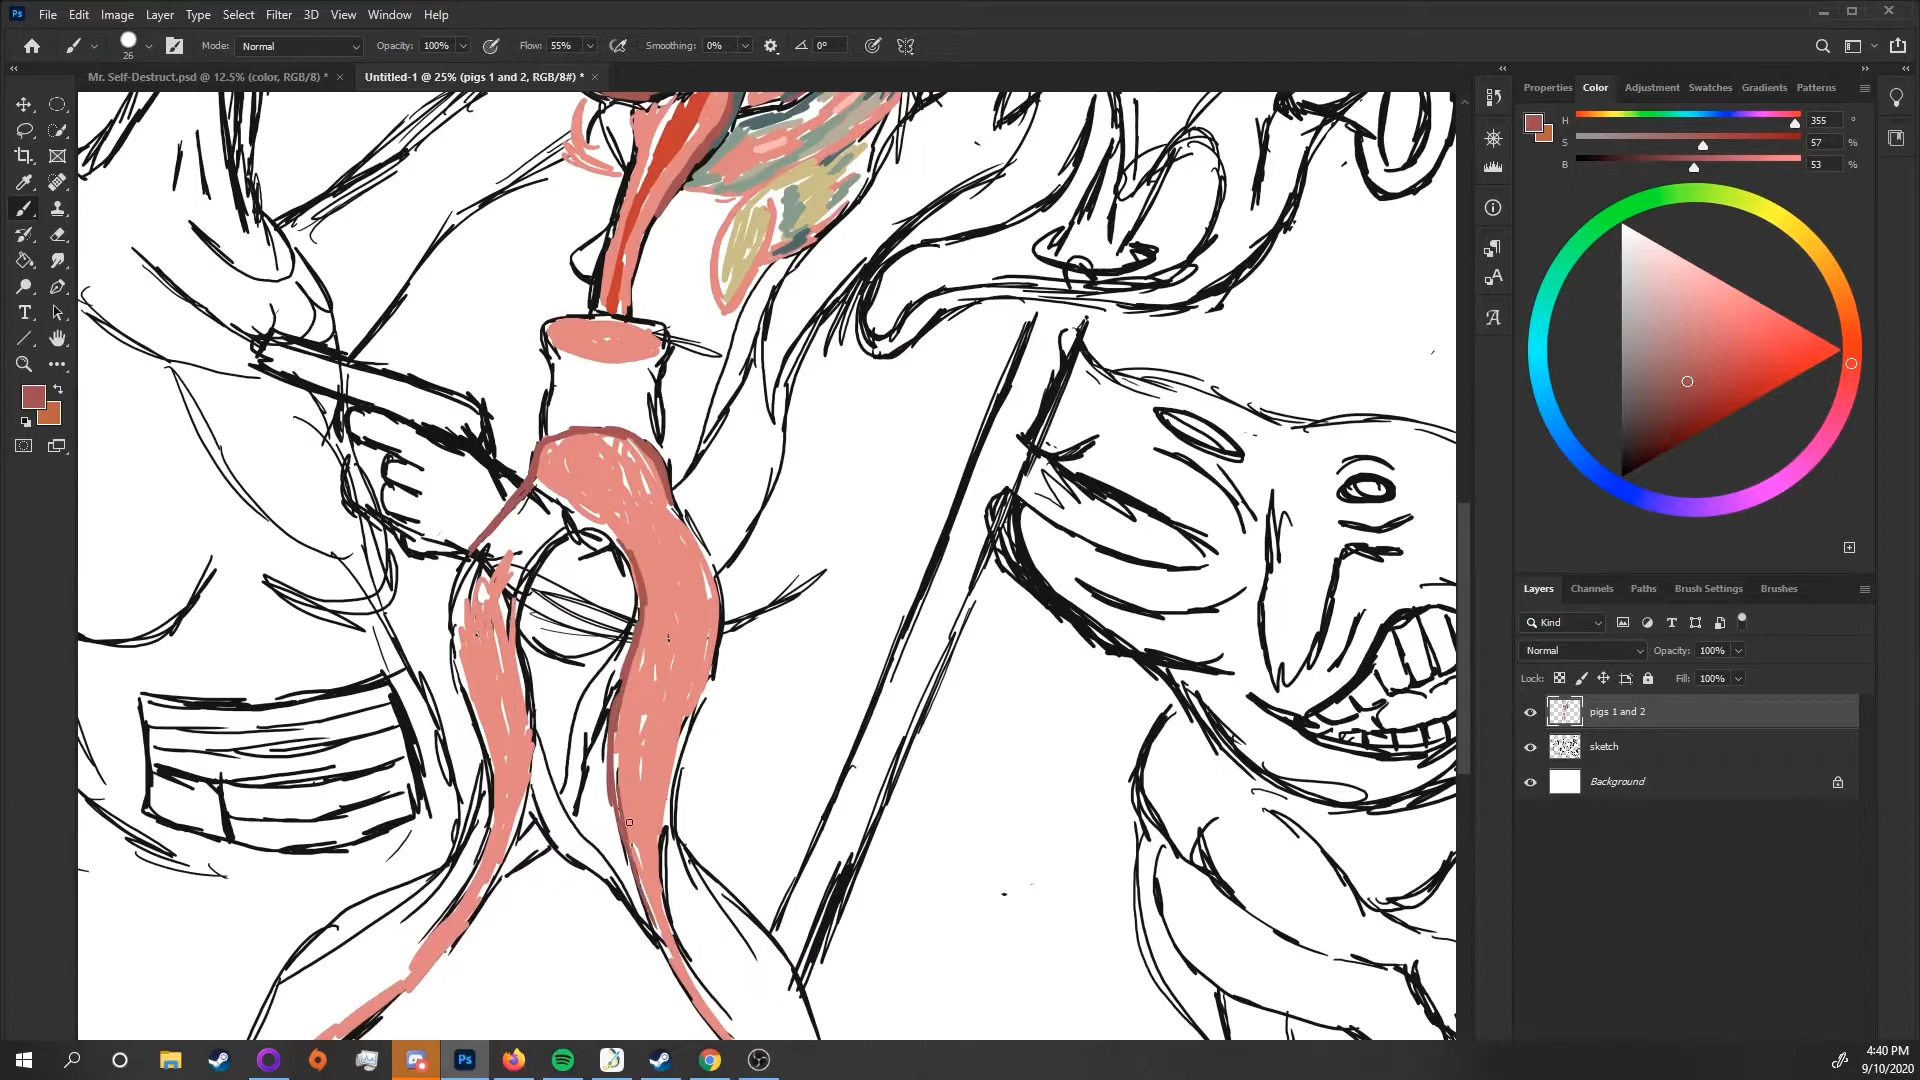 Ps File Edit Image Layer Type Select Filter 3D View Window Help
26 Mode: Normal Opacity: 100% Flow: 55% Smoothing: 0% 0°
Mr. Self-Destruct.psd @ 12.5% (color, RGB/8) * Untitled-1 @ 25% (pigs 1 and 2, RGB/8#) *
Properties Color Adjustment Swatches Gradients Patterns
H 355 °
S 57 %
B 53 %
Layers Channels Paths Brush Settings Brushes
Kind
Normal Opacity: 100%
Lock: Fill: 100%
pigs 1 and 2
sketch
Background
Ps
4:40 PM
9/10/2020